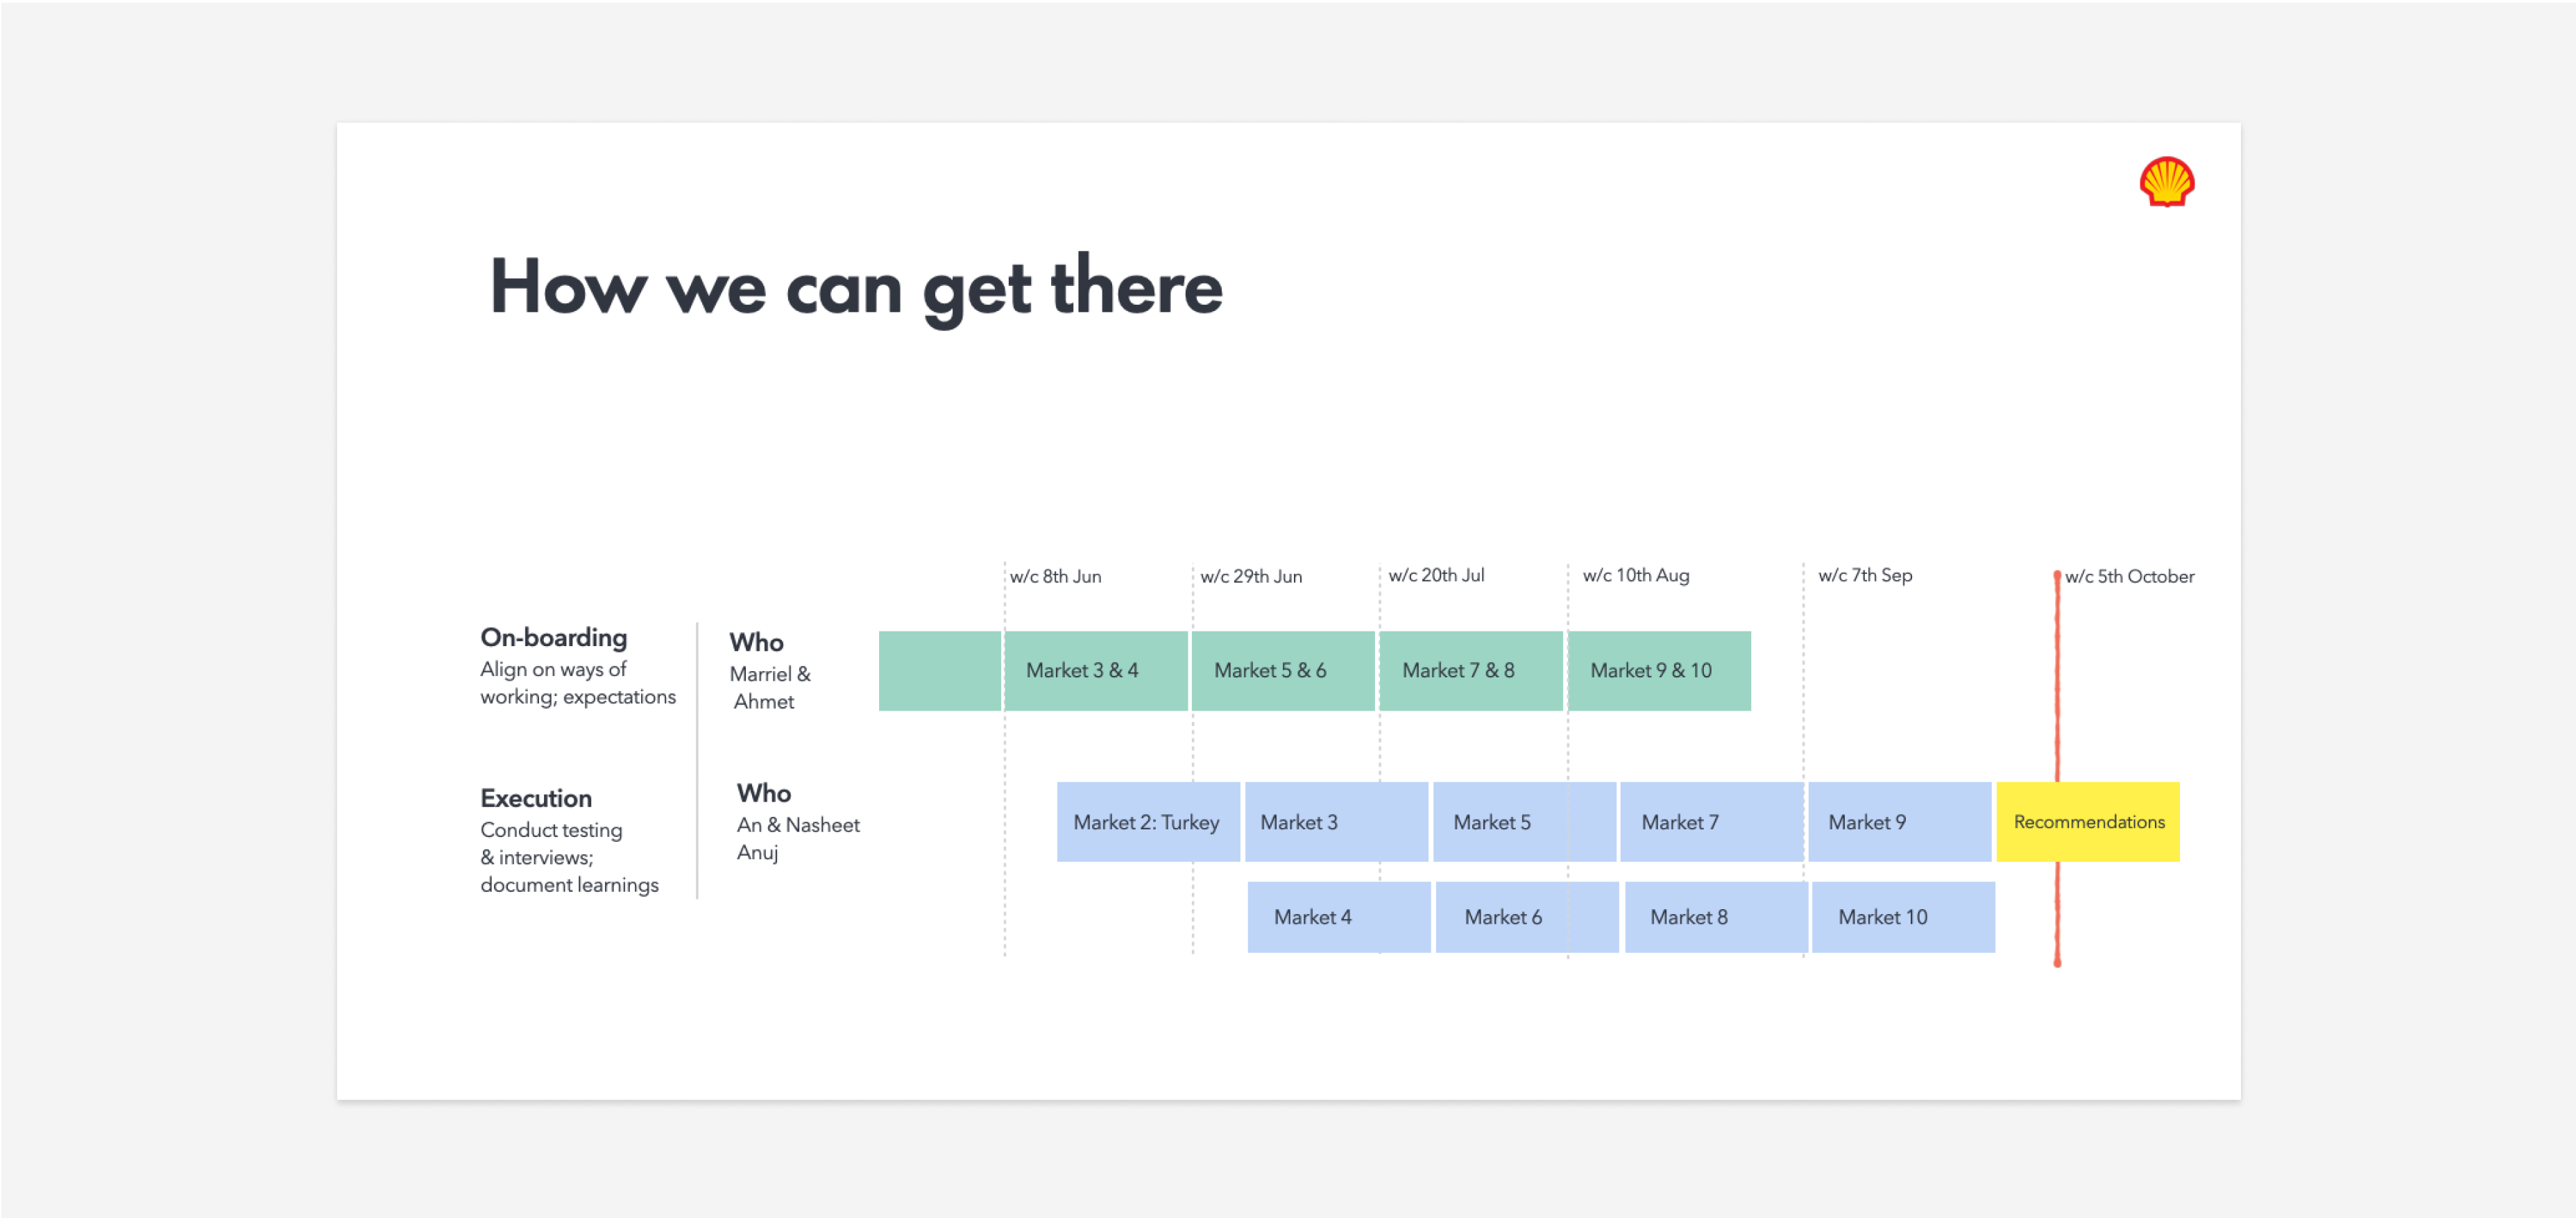 How we can get there
w/c 8th Jun
w/c 29th Jun
w/c 20th Jul
w/c 10th Aug
w/c 7th Sep
w/c 5th October
On-boarding
Align on ways of
working; expectations
Who
Marriel &
Ahmet
Market 3 & 4
Market 5 & 6
Market 7 & 8
Market 9 & 10
Execution
Conduct testing
& interviews;
document learnings
Who
An & Nasheet
Anuj
Market 2: Turkey
Market 3
Market 5
Market 7
Market 9
Recommendations
Market 4
Market 6
Market 8
Market 10